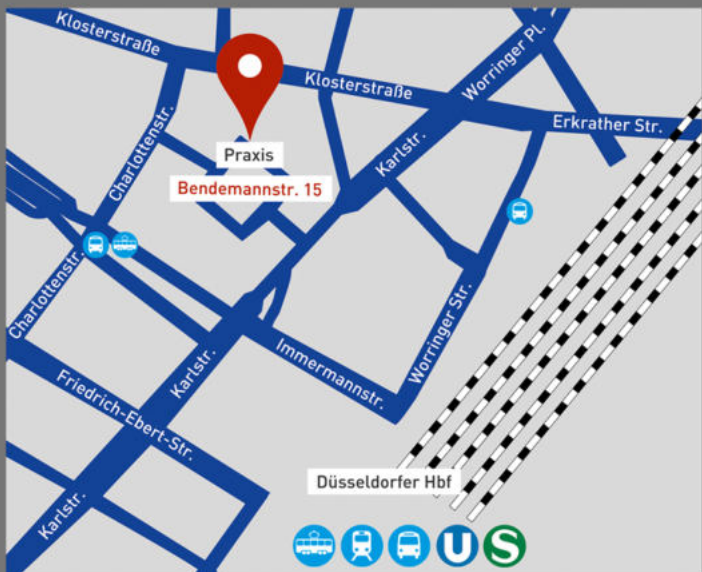 Klosterstraße
Worringer Pl.
Klosterstraße
Erkrather Str.
Charlottenstr.
Praxis
Bendemannstr. 15
Karlstr.
Charlottenstr.
Worringer Str.
Immermannstr.
Karlstr.
Friedrich-Ebert-Str.
Düsseldorfer Hbf
Karlstr.
U
S